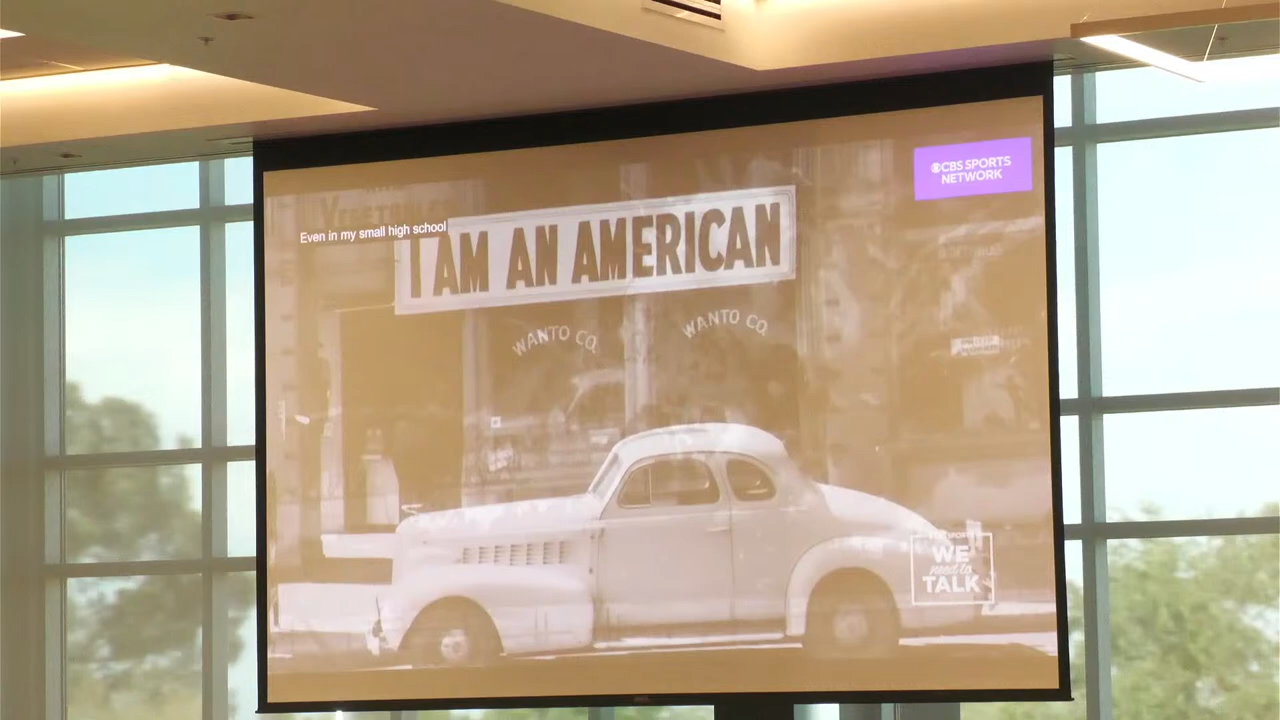 CBS SPORTS
NETWORK
Even in my small high school
I AM AN AMERICAN
WANTO CO.
WANTO CO.
WE
need to
TALK